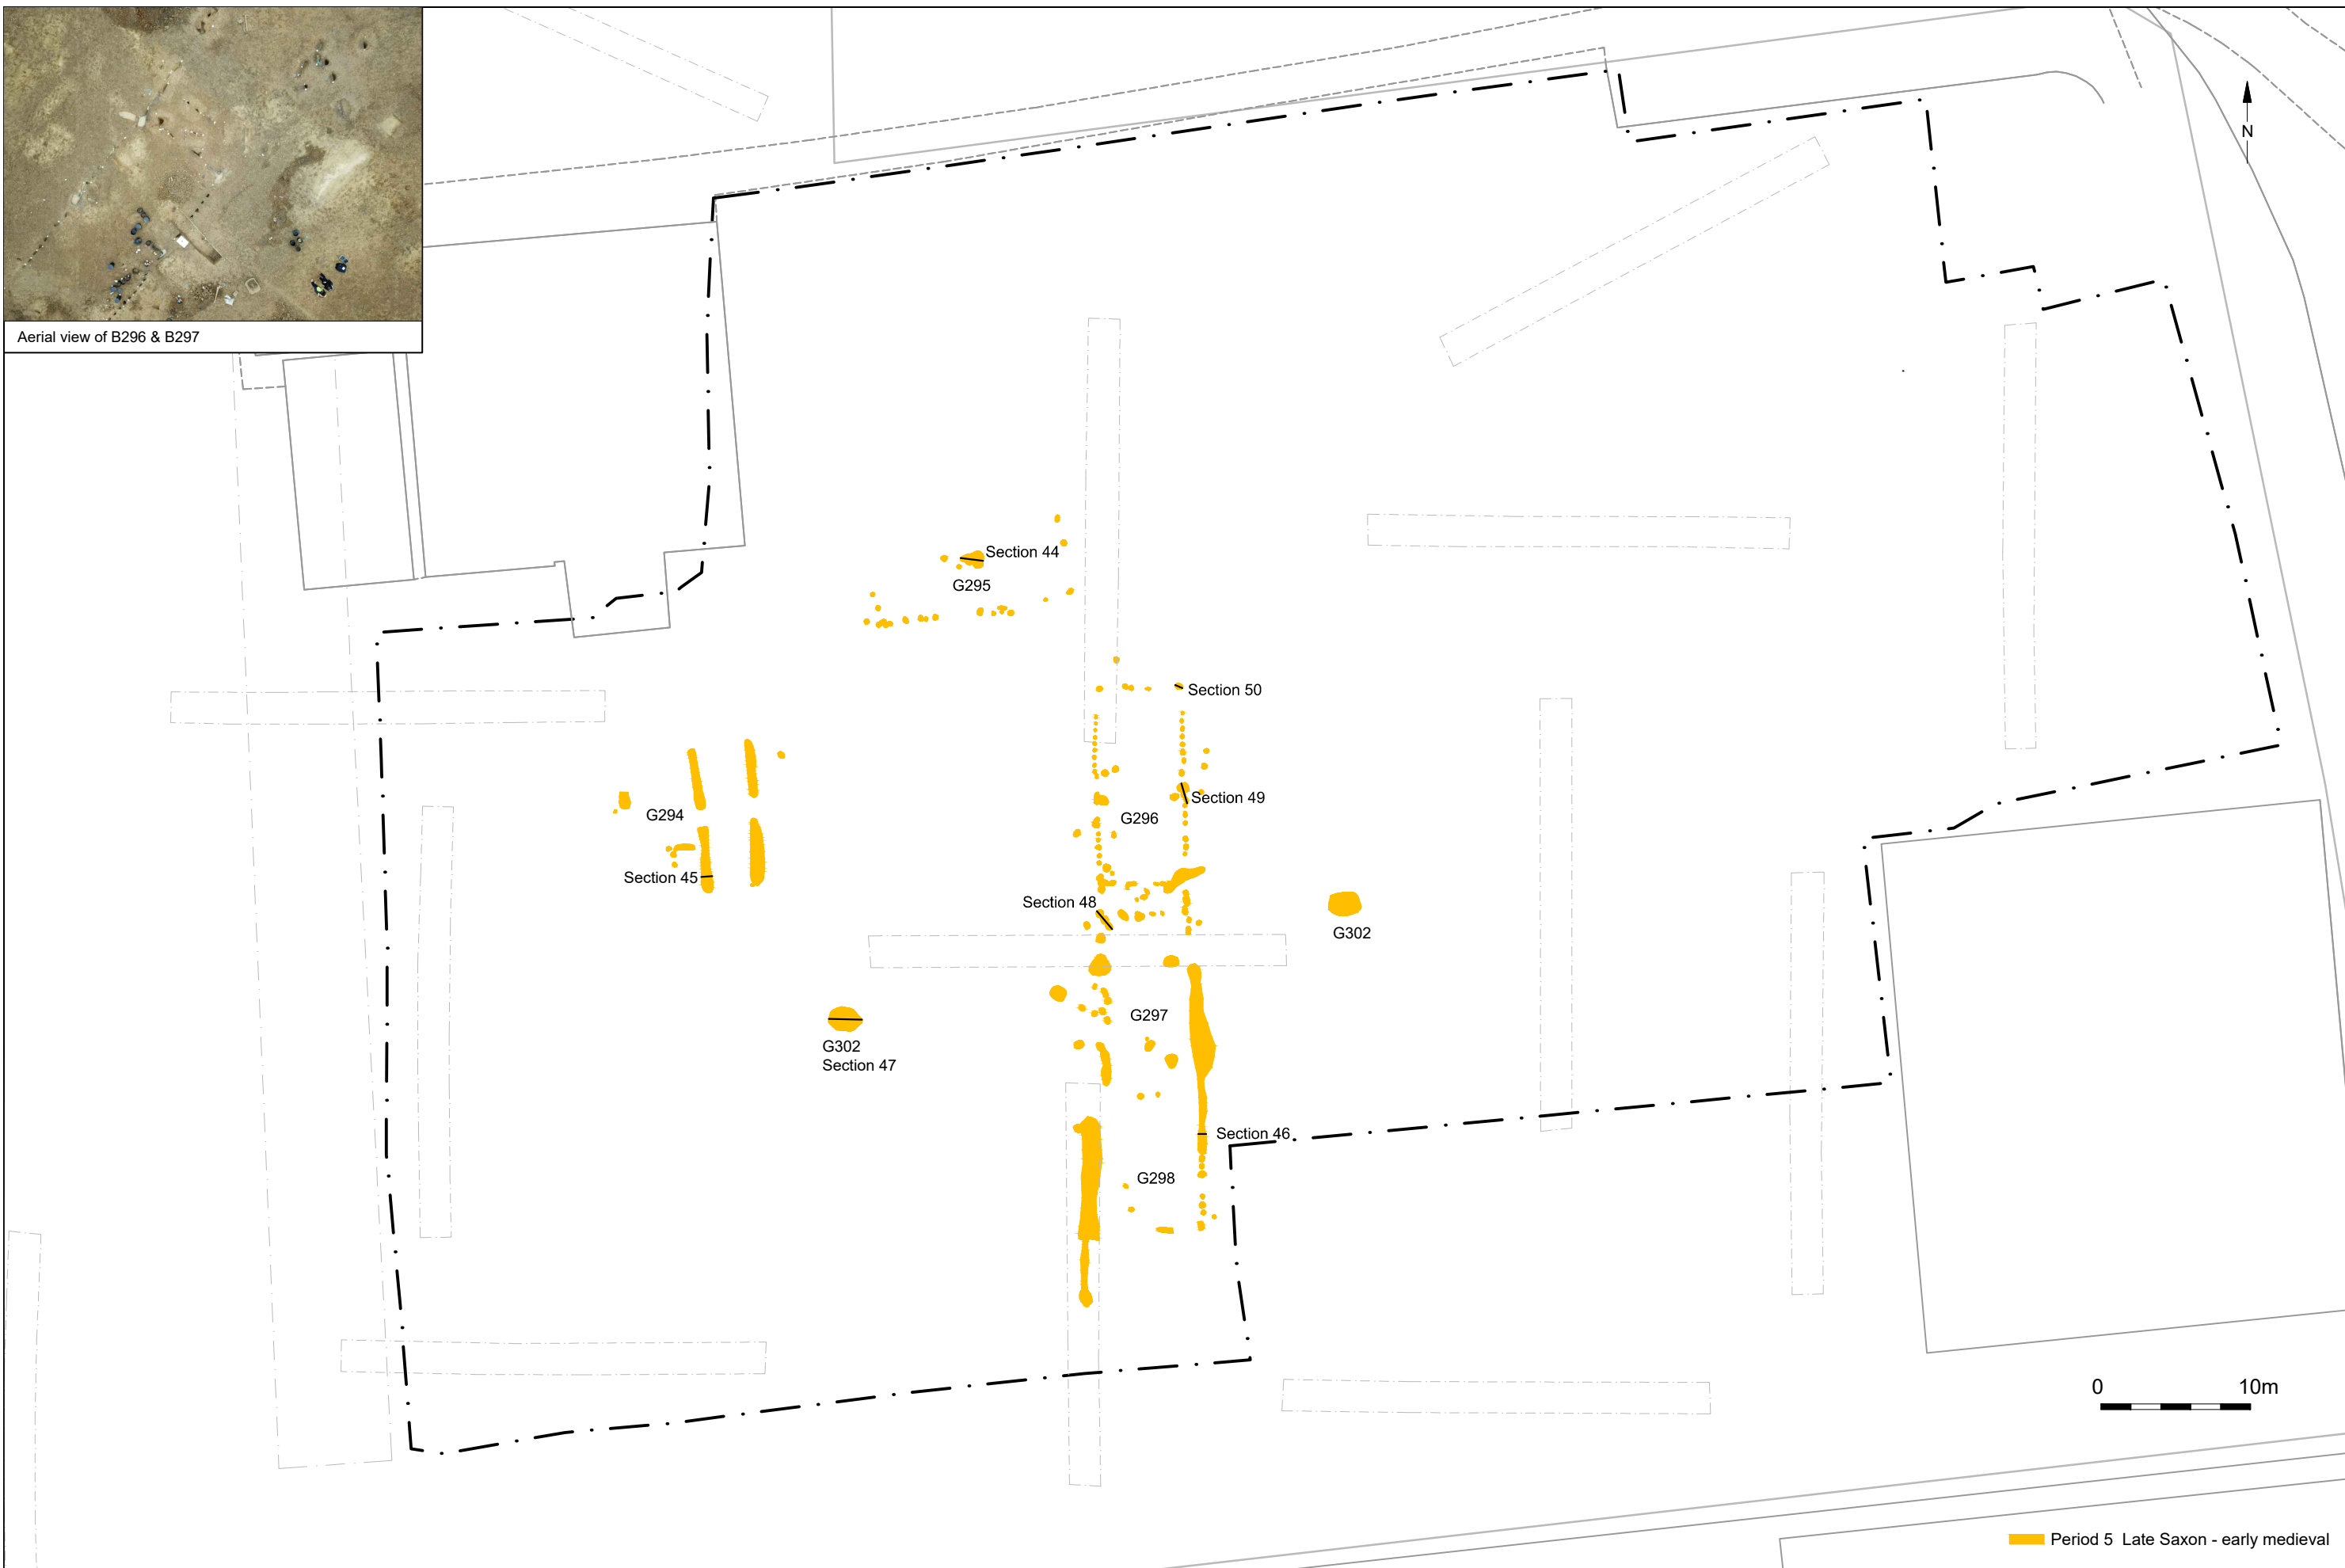 Aerial view of B296 & B297
N
Section 44
G295
Section 50
Section 49
G294
G296
Section 45
Section 48
G302
G297
G302
Section 47
Section 46
G298
0 10m
Period 5 Late Saxon - early medieval